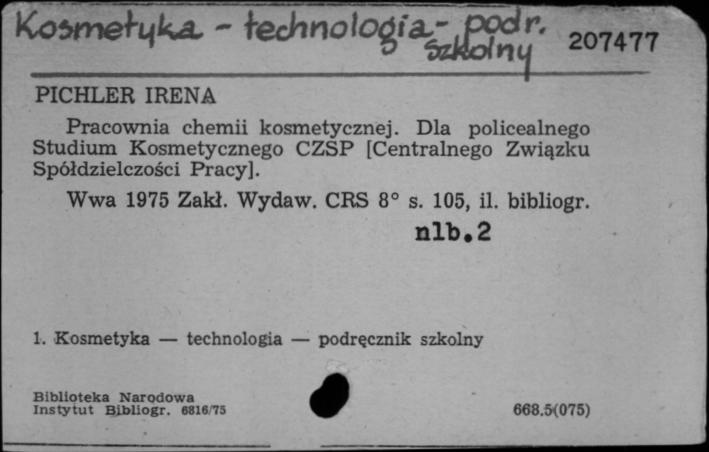 Kosmetyka - technologia - podr. szkolny
207477
PICHLER IRENA
Pracownia chemii kosmetycznej. Dla policealnego
Studium Kosmetycznego CZSP [Centralnego Związku
Spółdzielczości Pracy].
Wwa 1975 Zakł. Wydaw. CRS 8° s. 105, il. bibliogr.
nlb.2
1. Kosmetyka — technologia — podręcznik szkolny
Biblioteka Narodowa
Instytut Bibliogr. 6816/75
668.5(075)